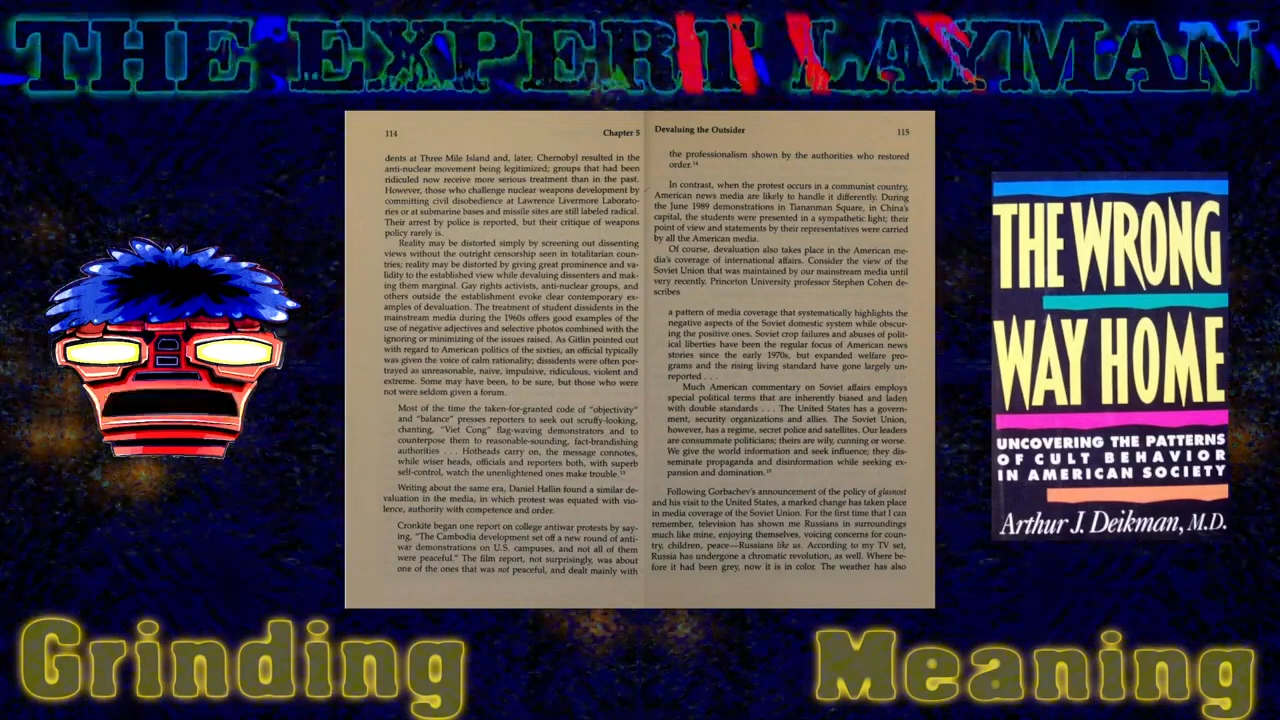 THE EXPERT LAYMAN
114 Chapter 5
dents at Three Mile Island and, later, Chernobyl resulted in the
anti-nuclear movement being legitimized; groups that had been
ridiculed now receive more serious treatment than in the past.
However, those who challenge nuclear weapons development by
committing civil disobedience at Lawrence Livermore Laborato-
ries or at submarine bases and missile sites are still labeled radical.
Their arrest by police is reported, but their critique of weapons
policy rarely is.
Reality may be distorted simply by screening out dissenting
views without the outright censorship seen in totalitarian coun-
tries; reality may be distorted by giving great prominence and va-
lidity to the established view while devaluing dissenters and mak-
ing them marginal. Gay rights activists, anti-nuclear groups, and
others outside the establishment evoke clear contemporary ex-
amples of devaluation. The treatment of student dissidents in the
mainstream media during the 1960s offers good examples of the
use of negative adjectives and selective photos combined with the
ignoring or minimizing of the issues raised. As Gitlin pointed out
with regard to American politics of the sixties, an official typically
was given the voice of calm rationality; dissidents were often por-
trayed as unreasonable, naive, impulsive, ridiculous, violent and
extreme. Some may have been, to be sure, but those who were
not were seldom given a forum.
Most of the time the taken-for-granted code of "objectivity"
and "balance" presses reporters to seek out scruffy-looking,
chanting, "Viet Cong" flag-waving demonstrators and to
counterpose them to reasonable-sounding, fact-brandishing
authorities . . . Hotheads carry on, the message connotes,
while wiser heads, officials and reporters both, with superb
self-control, watch the unenlightened ones make trouble.13
Writing about the same era, Daniel Hallin found a similar de-
valuation in the media, in which protest was equated with vio-
lence, authority with competence and order.
Cronkite began one report on college antiwar protests by say-
ing, "The Cambodia development set off a new round of anti-
war demonstrations on U.S. campuses, and not all of them
were peaceful." The film report, not surprisingly, was about
one of the ones that was not peaceful, and dealt mainly with
Devaluing the Outsider 115
the professionalism shown by the authorities who restored
order.14
In contrast, when the protest occurs in a communist country,
American news media are likely to handle it differently. During
the June 1989 demonstrations in Tiananman Square, in China's
capital, the students were presented in a sympathetic light; their
point of view and statements by their representatives were carried
by all the American media.
Of course, devaluation also takes place in the American me-
dia's coverage of international affairs. Consider the view of the
Soviet Union that was maintained by our mainstream media until
very recently. Princeton University professor Stephen Cohen de-
scribes
a pattern of media coverage that systematically highlights the
negative aspects of the Soviet domestic system while obscur-
ing the positive ones. Soviet crop failures and abuses of polit-
ical liberties have been the regular focus of American news
stories since the early 1970s, but expanded welfare pro-
grams and the rising living standard have gone largely un-
reported . . .
Much American commentary on Soviet affairs employs
special political terms that are inherently biased and laden
with double standards . . . The United States has a govern-
ment, security organizations and allies. The Soviet Union,
however, has a regime, secret police and satellites. Our leaders
are consummate politicians; theirs are wily, cunning or worse.
We give the world information and seek influence; they dis-
seminate propaganda and disinformation while seeking ex-
pansion and domination.15
Following Gorbachev's announcement of the policy of glasnost
and his visit to the United States, a marked change has taken place
in media coverage of the Soviet Union. For the first time that I can
remember, television has shown me Russians in surroundings
much like mine, enjoying themselves, voicing concerns for coun-
try, children, peace—Russians like us. According to my TV set,
Russia has undergone a chromatic revolution, as well. Where be-
fore it had been grey, now it is in color. The weather has also
THE WRONG
WAY HOME
UNCOVERING THE PATTERNS
OF CULT BEHAVIOR
IN AMERICAN SOCIETY
Arthur J. Deikman, M.D.
Grinding Meaning